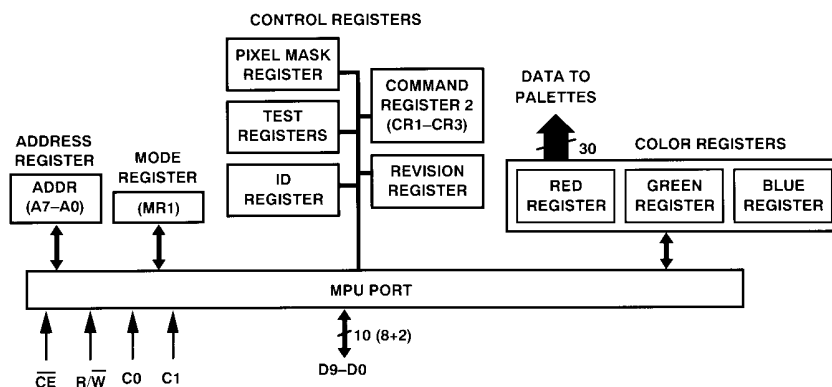 CONTROL REGISTERS
PIXEL MASK
REGISTER
COMMAND
REGISTER 2
(CR1–CR3)
TEST
REGISTERS
ID
REGISTER
REVISION
REGISTER
DATA TO
PALETTES
30
COLOR REGISTERS
RED
REGISTER
GREEN
REGISTER
BLUE
REGISTER
ADDRESS
REGISTER
ADDR
(A7–A0)
MODE
REGISTER
(MR1)
MPU PORT
10 (8+2)
C̅E̅
R/W̅
C0
C1
D9–D0